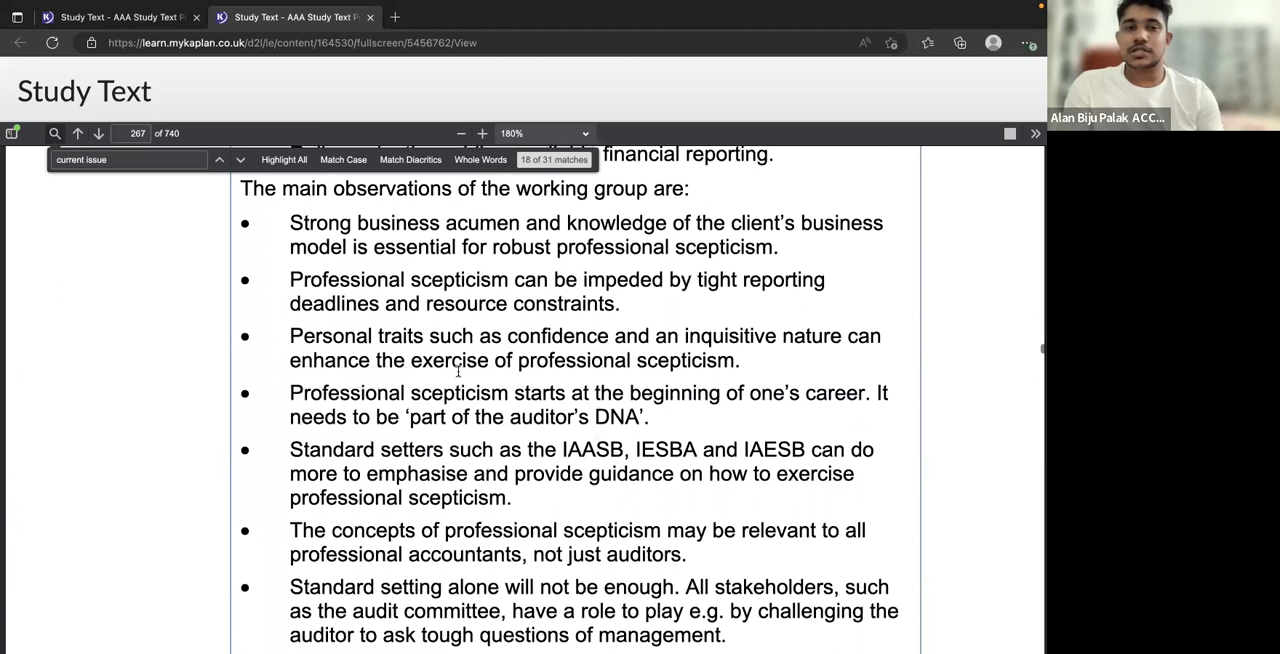 Study Text - AAA Study Text P
Study Text - AAA Study Text P
https://learn.mykaplan.co.uk/d2l/le/content/164530/fullscreen/5456762/View
Study Text
267 of 740
180%
current issue
Highlight All
Match Case
Match Diacritics
Whole Words
18 of 31 matches
financial reporting.
The main observations of the working group are:
• Strong business acumen and knowledge of the client’s business
model is essential for robust professional scepticism.
• Professional scepticism can be impeded by tight reporting
deadlines and resource constraints.
• Personal traits such as confidence and an inquisitive nature can
enhance the exercise of professional scepticism.
• Professional scepticism starts at the beginning of one’s career. It
needs to be ‘part of the auditor’s DNA’.
• Standard setters such as the IAASB, IESBA and IAESB can do
more to emphasise and provide guidance on how to exercise
professional scepticism.
• The concepts of professional scepticism may be relevant to all
professional accountants, not just auditors.
• Standard setting alone will not be enough. All stakeholders, such
as the audit committee, have a role to play e.g. by challenging the
auditor to ask tough questions of management.
Alan Biju Palak ACC...